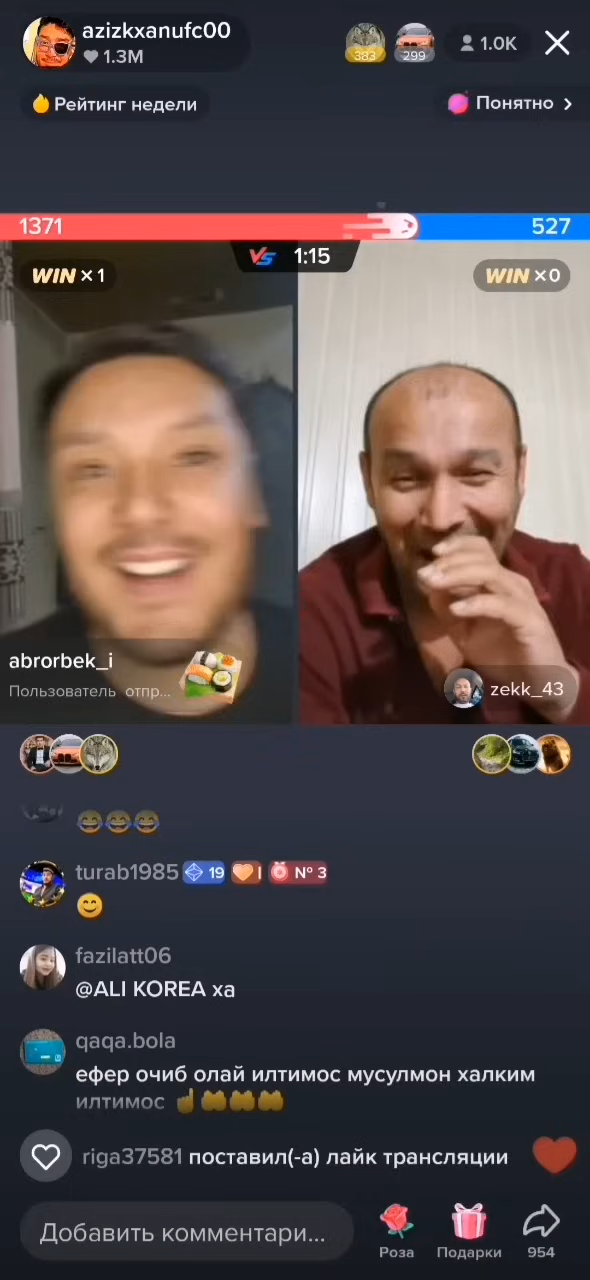 azizkxanufc00
1.3M
383
299
1.0K
Рейтинг недели
Понятно
1371
527
VS 1:15
WIN ×1
WIN ×0
abrorbek_i
Пользователь отпр...
zekk_43
😂😂😂
turab1985 19 I № 3
😊
fazilatt06
@ALI KOREA ха
qaqa.bola
ефер очиб олай илтимос мусулмон халким
илтимос ☝️🤲🤲🤲
riga37581 поставил(-а) лайк трансляции
Добавить комментари...
Роза
Подарки
954